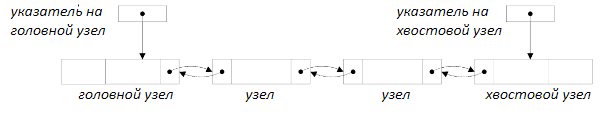 указатель на
головной узел
указатель на
хвостовой узел
головной узел
узел
узел
хвостовой узел